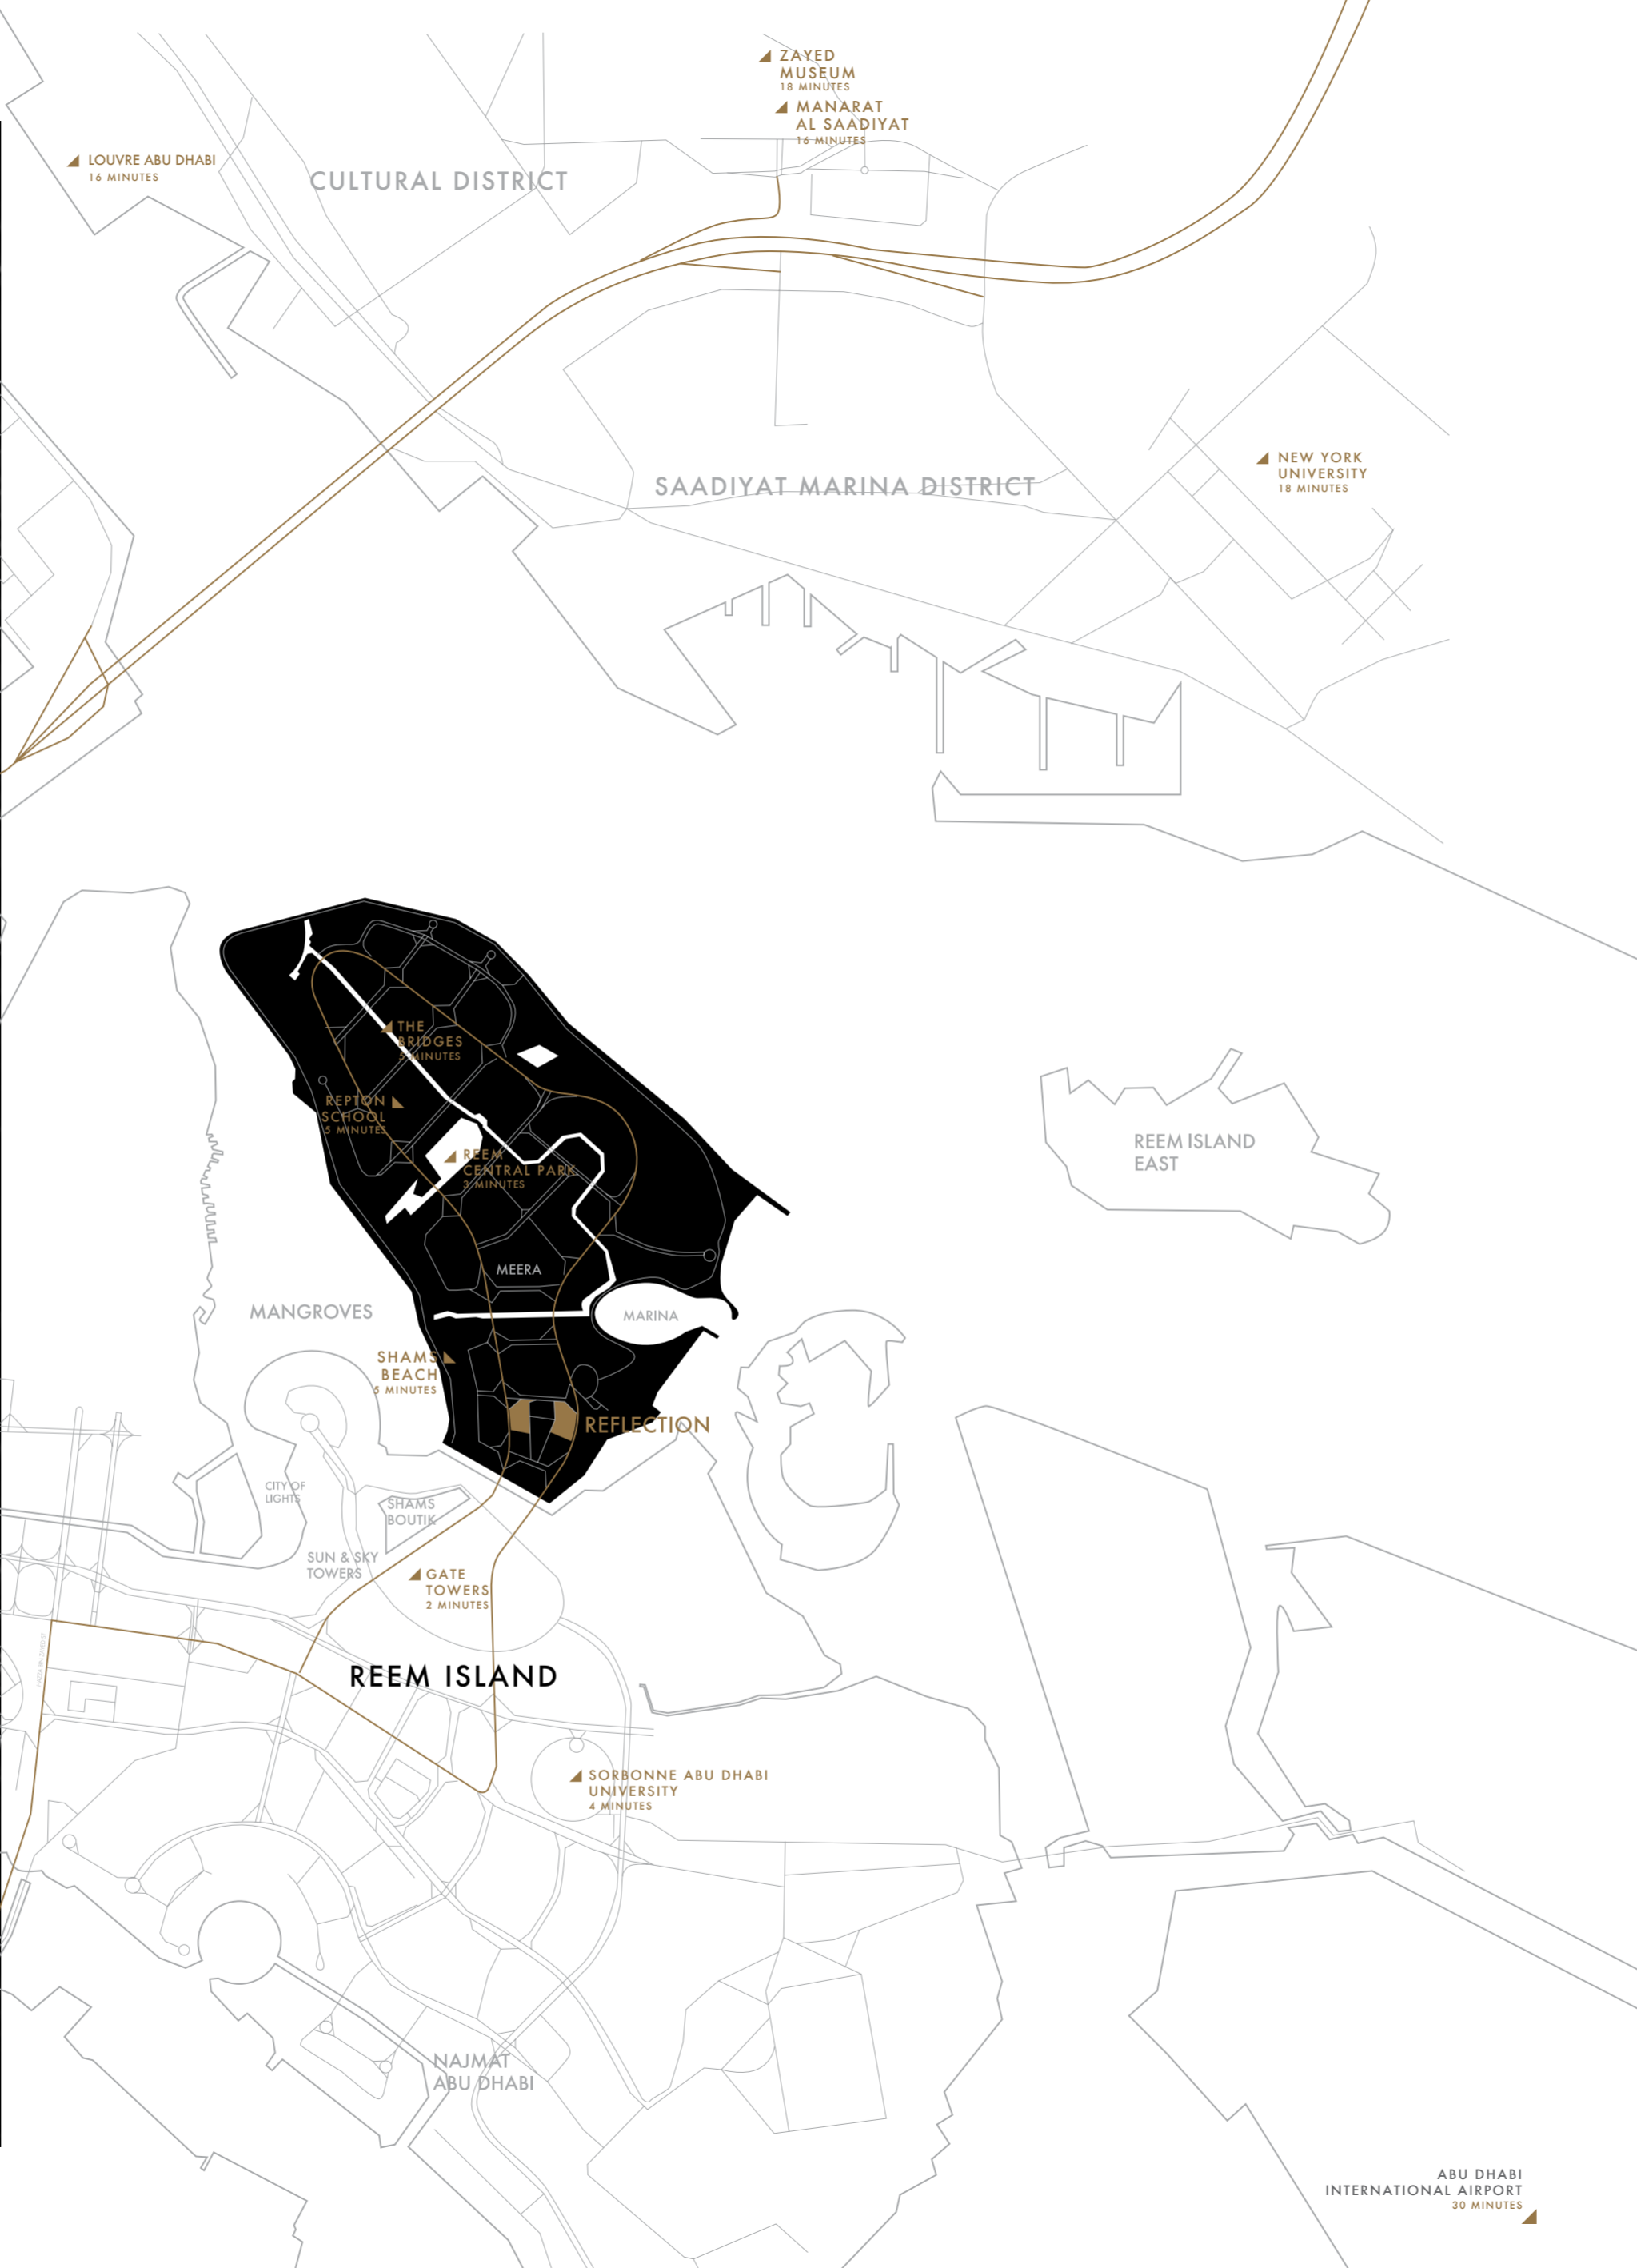 ZAYED
MUSEUM
18 MINUTES
MANARAT
AL SAADIYAT
16 MINUTES
LOUVRE ABU DHABI
16 MINUTES
CULTURAL DISTRICT
NEW YORK
UNIVERSITY
18 MINUTES
SAADIYAT MARINA DISTRICT
THE
BRIDGES
5 MINUTES
REPTON
SCHOOL
5 MINUTES
REEM
CENTRAL PARK
3 MINUTES
REEM ISLAND
EAST
MEERA
MANGROVES
MARINA
SHAMS
BEACH
5 MINUTES
REFLECTION
CITY OF
LIGHTS
SHAMS
BOUTIK
SUN & SKY
TOWERS
GATE
TOWERS
2 MINUTES
REEM ISLAND
SORBONNE ABU DHABI
UNIVERSITY
4 MINUTES
NAJMAT
ABU DHABI
ABU DHABI
INTERNATIONAL AIRPORT
30 MINUTES